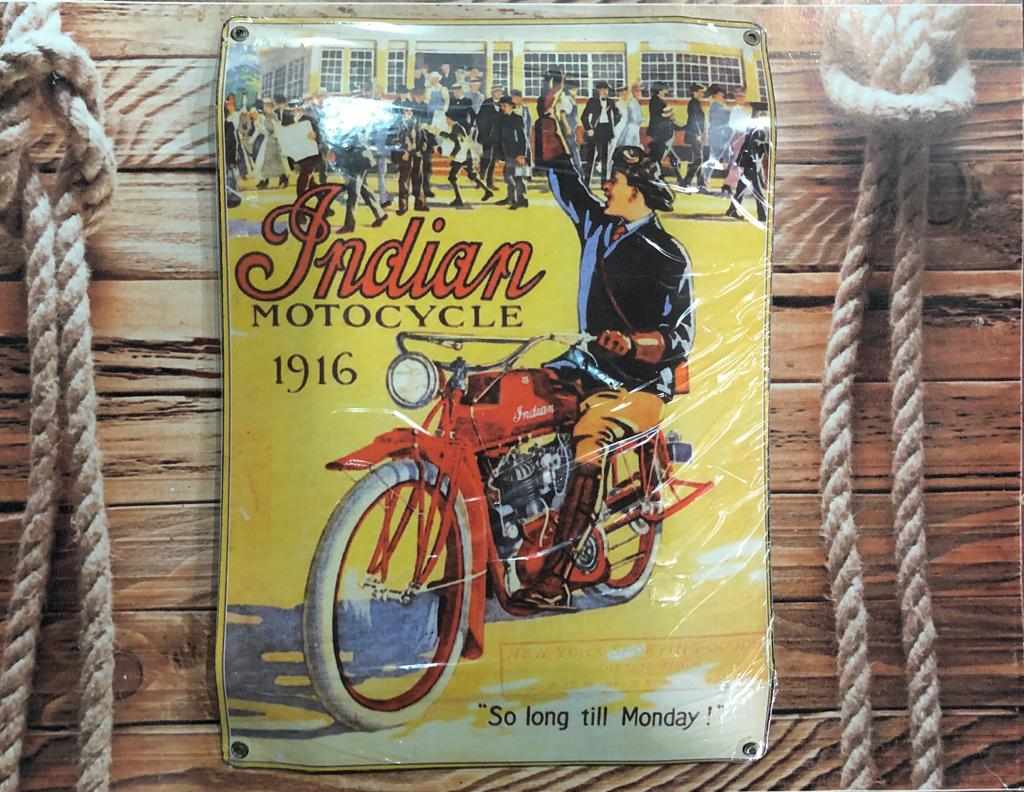 Indian
MOTOCYCLE
1916
Indian
"So long till Monday!"